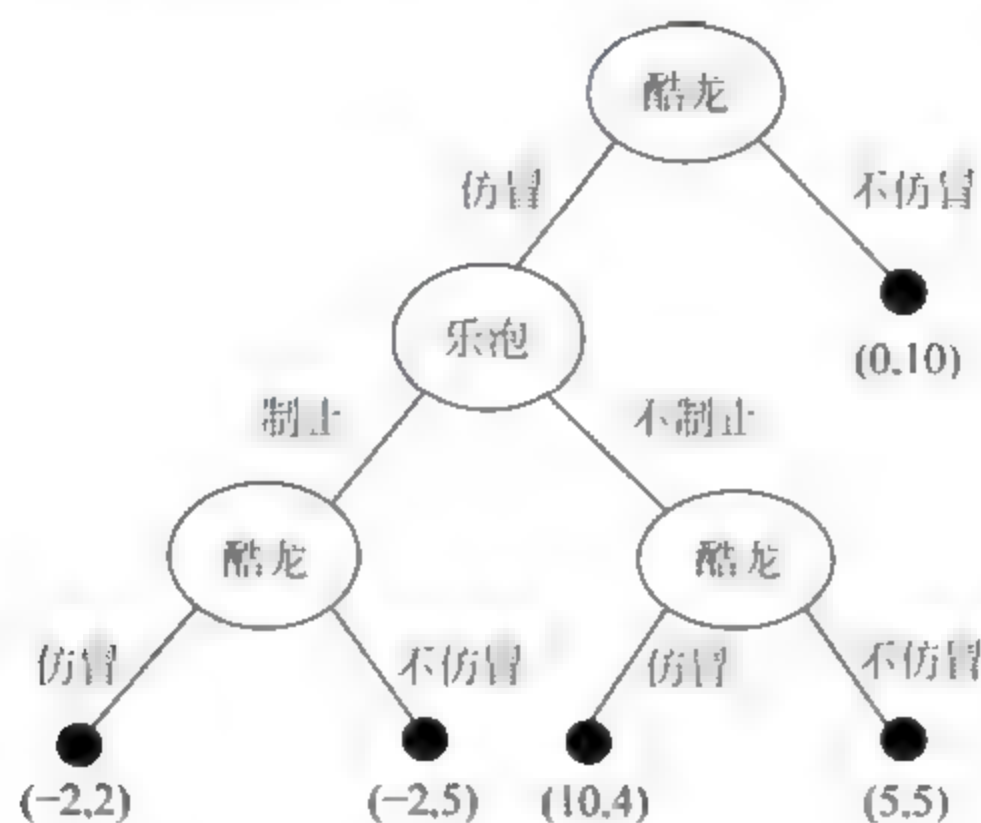 酷龙
仿冒 不仿冒
乐泡
(0,10)
制止 不制止
酷龙 酷龙
仿冒 不仿冒 仿冒 不仿冒
(−2,2) (−2,5) (10,4) (5,5)